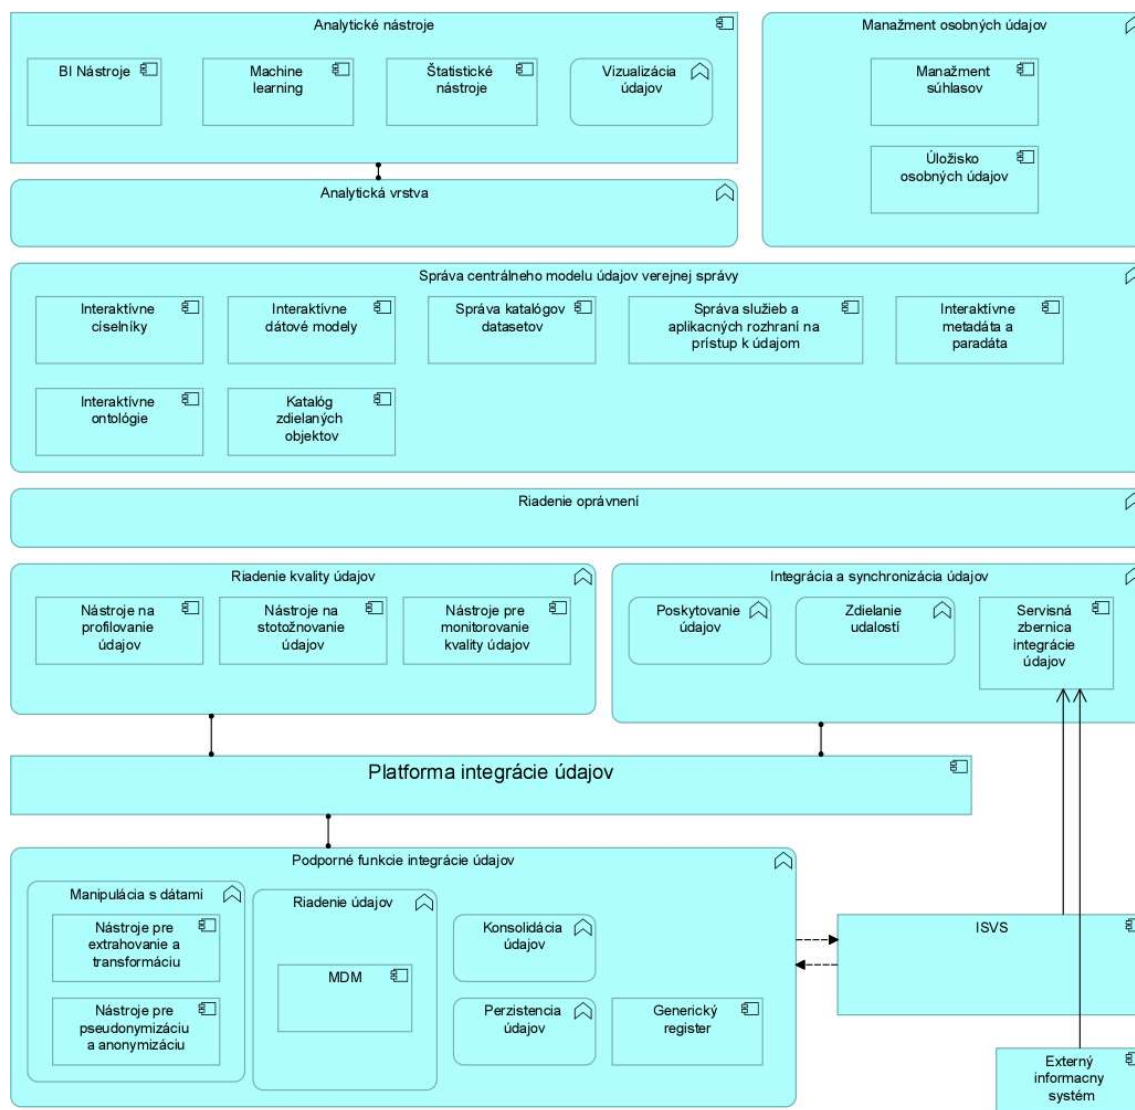 Analytické nástroje
BI Nástroje
Machine
learning
Štatistické
nástroje
Vizualizácia
údajov
Manažment osobných údajov
Manažment
súhlasov
Úložisko
osobných údajov
Analytická vrstva
Správa centrálneho modelu údajov verejnej správy
Interaktívne
císelníky
Interaktívne
dátové modely
Správa katalógov
datasetov
Správa služieb a
aplikacných rozhraní na
prístup k údajom
Interaktívne
metadáta a
paradáta
Interaktívne
ontológie
Katalóg
zdielaných
objektov
Riadenie oprávnení
Riadenie kvality údajov
Nástroje na
profilovanie
údajov
Nástroje na
stotožnovanie
údajov
Nástroje pre
monitorovanie
kvality údajov
Integrácia a synchronizácia údajov
Poskytovanie
údajov
Zdielanie
udalostí
Servisná
zbernica
integrácie
údajov
Platforma integrácie údajov
Podporné funkcie integrácie údajov
Manipulácia s dátami
Nástroje pre
extrahovanie a
transformáciu
Nástroje pre
pseudonymizáciu
a anonymizáciu
Riadenie údajov
MDM
Konsolidácia
údajov
Perzistencia
údajov
Generický
register
ISVS
Externý
informacny
systém